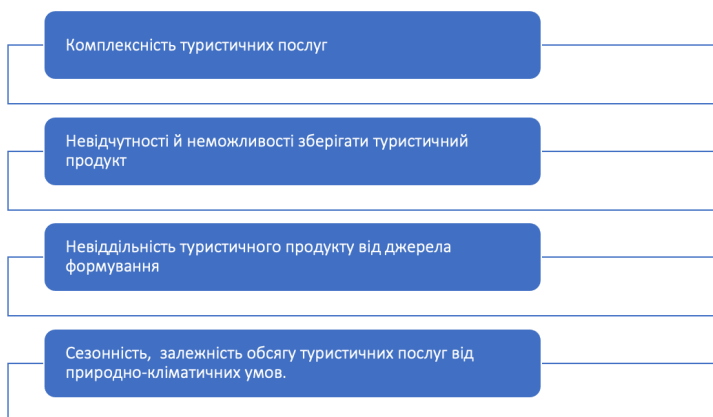 Комплексність туристичних послуг
Невідчутності й неможливості зберігати туристичний
продукт
Невіддільність туристичного продукту від джерела
формування
Сезонність,  залежність обсягу туристичних послуг від
природно-кліматичних умов.